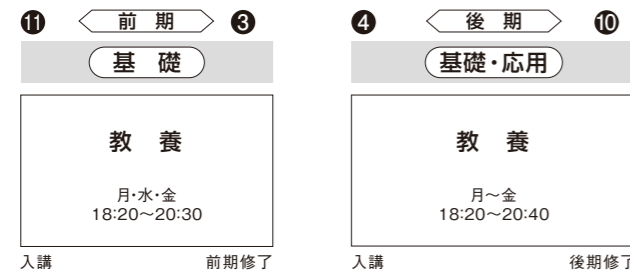 ⓫ 前期 ❸
基礎
教養
月・水・金
18:20～20:30
入講 前期修了
❹ 後期 ❿
基礎・応用
教養
月～金
18:20～20:40
入講 後期修了